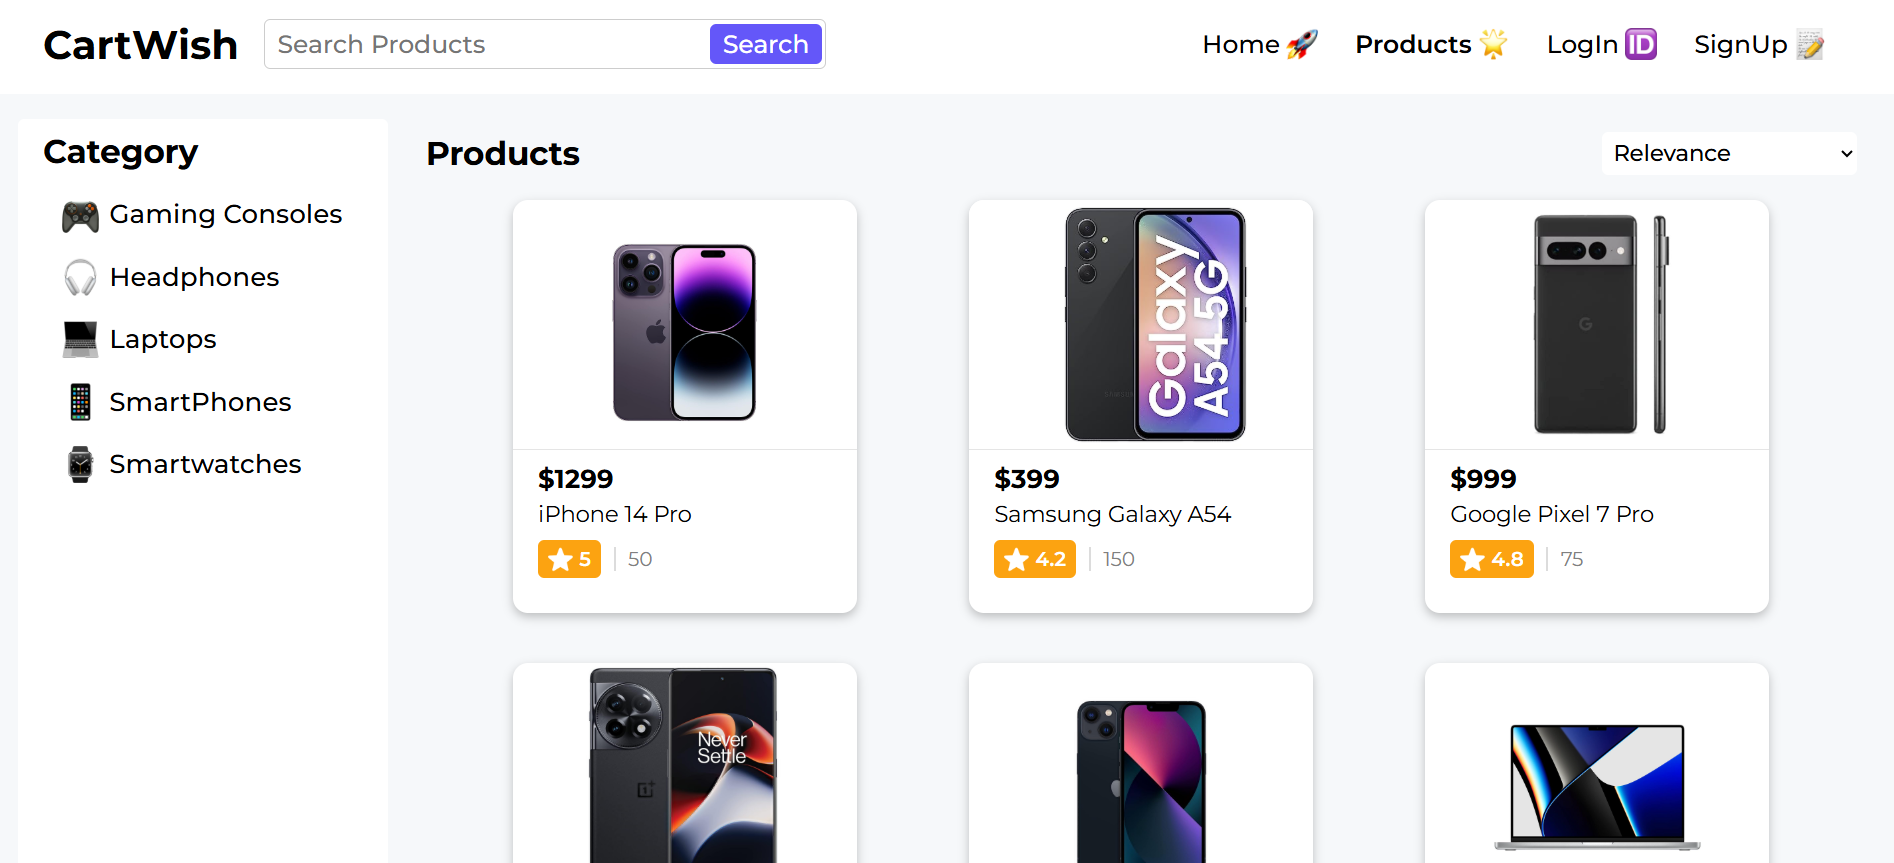 CartWish
Search Products
Search
Home 🚀
Products 🌟
LogIn 🆔
SignUp 📝
Category
Gaming Consoles
Headphones
Laptops
SmartPhones
Smartwatches
Products
Relevance
Galaxy
A54 5G
G
$1299
iPhone 14 Pro
5
50
$399
Samsung Galaxy A54
4.2
150
$999
Google Pixel 7 Pro
4.8
75
Never
Settle